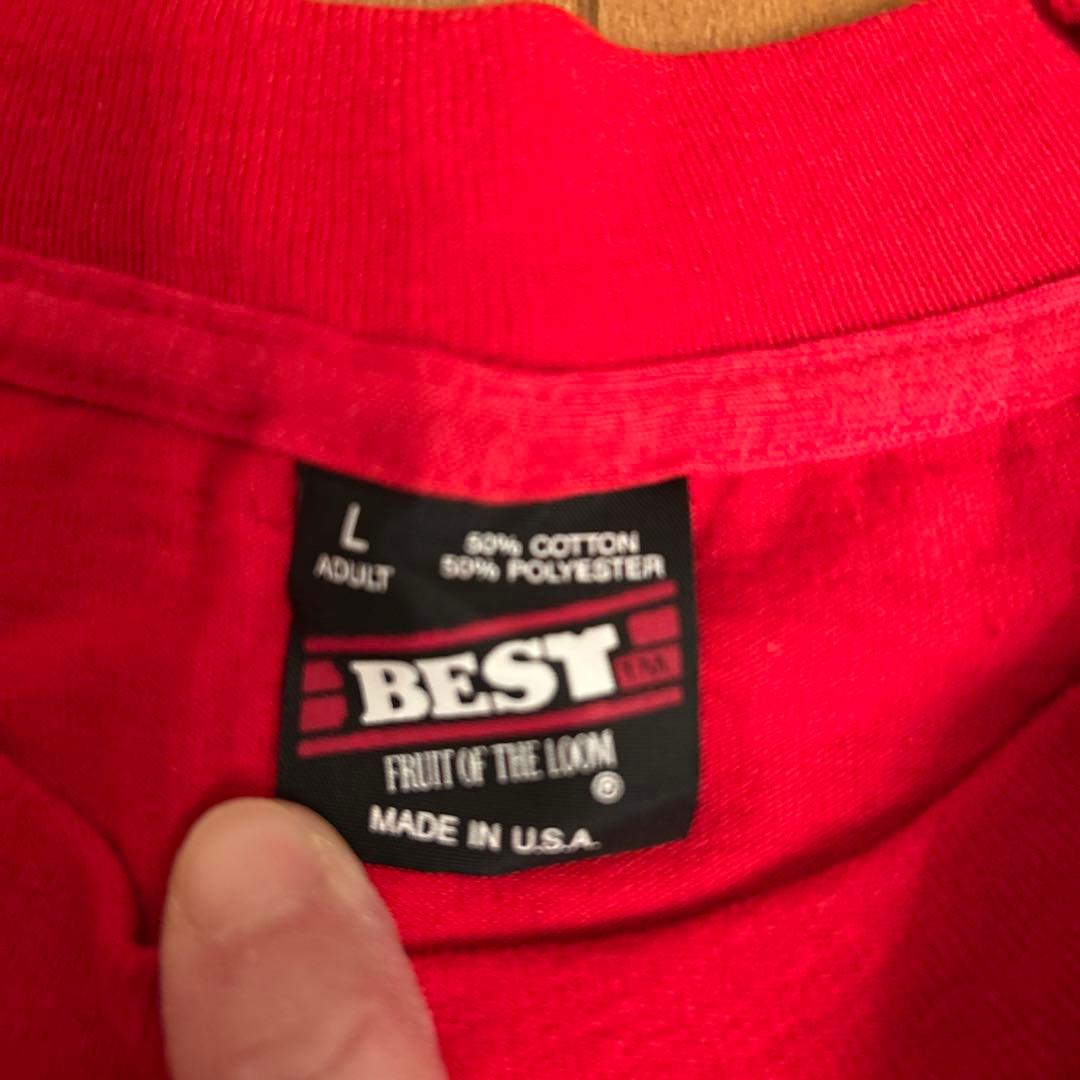 L
ADULT
50% COTTON
50% POLYESTER
BEST
FRUIT OF THE LOOM
®
MADE IN U.S.A.